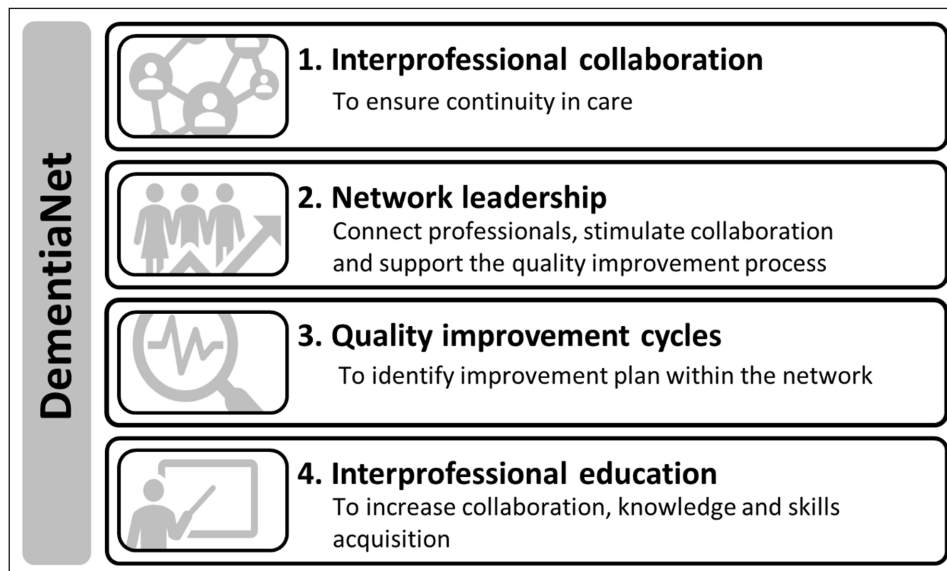 DementiaNet
1. Interprofessional collaboration
To ensure continuity in care
2. Network leadership
Connect professionals, stimulate collaboration
and support the quality improvement process
3. Quality improvement cycles
To identify improvement plan within the network
4. Interprofessional education
To increase collaboration, knowledge and skills
acquisition